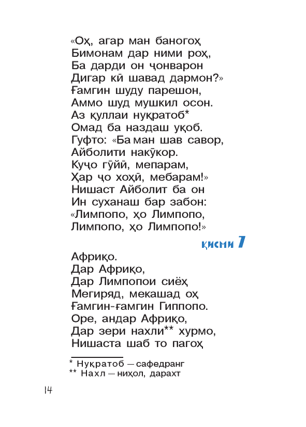 «Оҳ, агар ман баногоҳ
Бимонам дар ними роҳ,
Ба дарди он ҷонварон
Дигар кӣ шавад дармон?»
Ғамгин шуду парешон,
Аммо шуд мушкил осон.
Аз қуллаи нуқратоб*
Омад ба наздаш уқоб.
Гуфто: «Ба ман шав савор,
Айболити накӯкор.
Куҷо гӯйӣ, мепарам,
Ҳар ҷо хоҳӣ, мебарам!»
Нишаст Айболит ба он
Ин суханаш бар забон:
«Лимпопо, ҳо Лимпопо,
Лимпопо, ҳо Лимпопо!»
ҚИСМИ 7
Африқо.
Дар Африқо,
Дар Лимпопои сиёҳ
Мегиряд, мекашад оҳ
Ғамгин-ғамгин Гиппопо.
Оре, андар Африқо,
Дар зери нахли** хурмо,
Нишаста шаб то пагоҳ
* Нуқратоб — сафедранг
** Нахл — ниҳол, дарахт
14